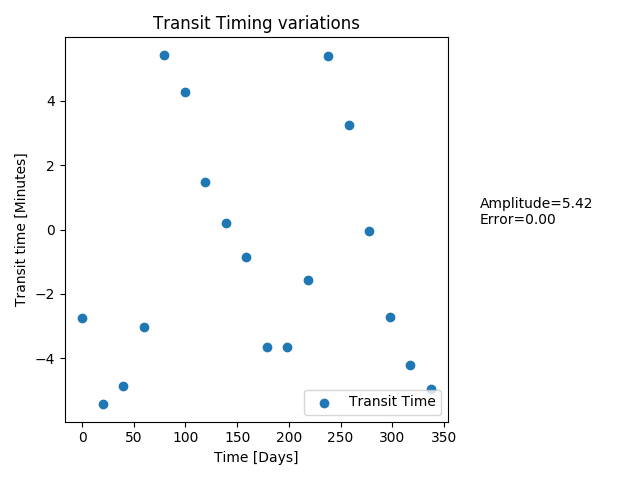 Transit Timing variations
Transit time [Minutes]
4
2
0
−2
−4
0
50
100
150
200
250
300
350
Time [Days]
Transit Time
Amplitude=5.42
Error=0.00